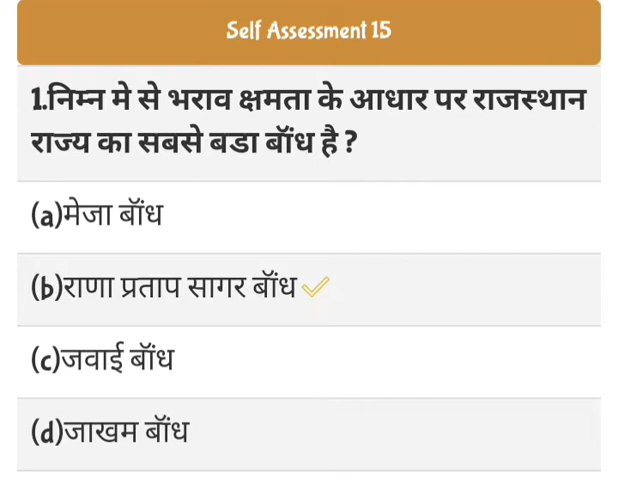 Self Assessment 15
1.निम्न मे से भराव क्षमता के आधार पर राजस्थान
राज्य का सबसे बडा बॉंध है ?
(a)मेजा बॉंध
(b)राणा प्रताप सागर बॉंध
(c)जवाई बॉंध
(d)जाखम बॉंध